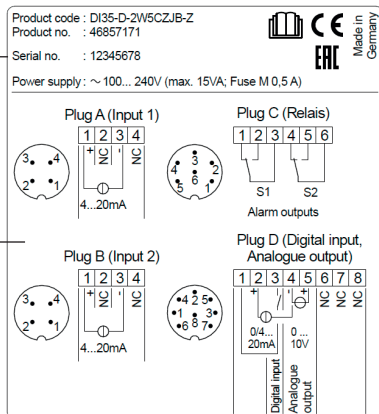 Product code : DI35-D-2W5CZJB-Z
Product no. : 46857171
Serial no. : 12345678
Power supply: ~ 100... 240V (max. 15VA; Fuse M 0,5 A)
CE
EAC
Made in
Germany
Plug A (Input 1)
1 2 3 4
+ NC - NC
4...20mA
3 4
2 1
Plug C (Relais)
1 2 3 4 5 6
S1 S2
Alarm outputs
3
4 2
6
5 1
Plug B (Input 2)
1 2 3 4
+ NC - NC
4...20mA
3 4
2 1
Plug D (Digital input,
Analogue output)
1 2 3 4 5 6 7 8
+ - + - NC NC NC
0/4...
20mA
0 ...
10V
Digital input
Analogue
output
4 2 5
1 3
6 8 7